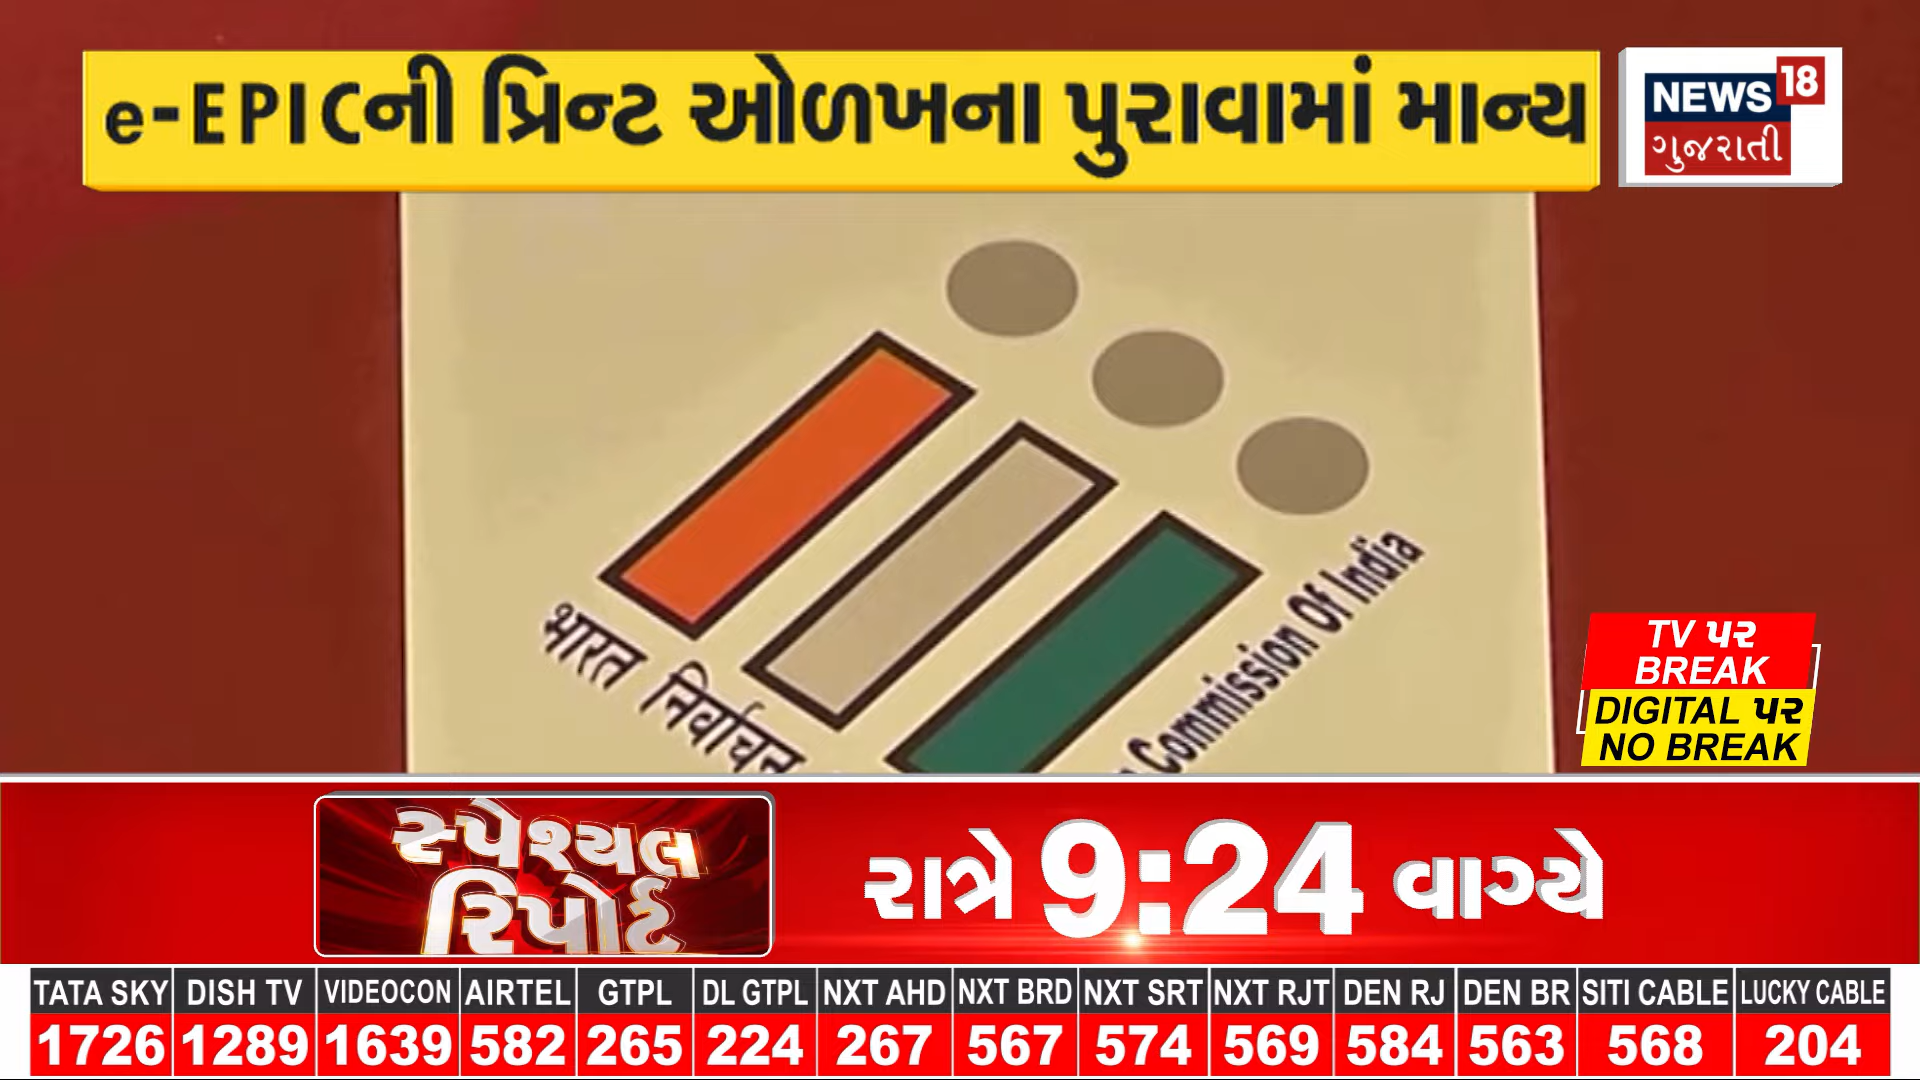 e-EPICની પ્રિન્ટ ઓળખના પુરાવામાં માન્ય
NEWS 18
ગુજરાતી
भारत निर्वाचन
Commission Of India
TV પર
BREAK
DIGITAL પર
NO BREAK
સ્પેશ્યલ
રિપોર્ટ
રાત્રે 9:24 વાગ્યે
TATA SKY DISH TV VIDEOCON AIRTEL GTPL DL GTPL NXT AHD NXT BRD NXT SRT NXT RJT DEN RJ DEN BR SITI CABLE LUCKY CABLE
1726 1289 1639 582 265 224 267 567 574 569 584 563 568 204